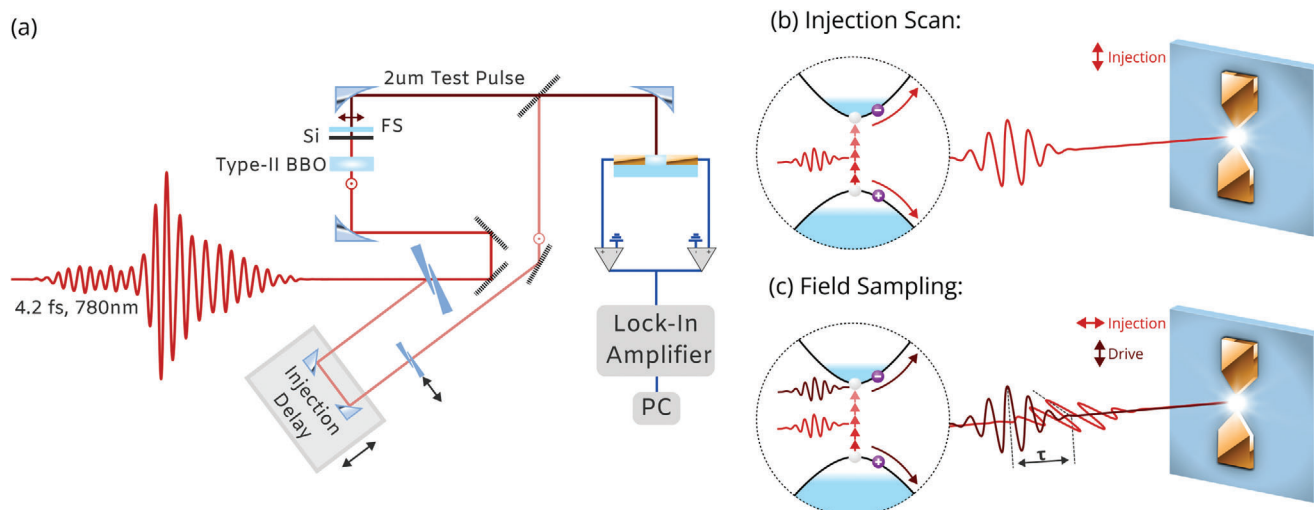 (a)
2um Test Pulse
FS
Si
Type-II BBO
4.2 fs, 780nm
Injection
Delay
Lock-In
Amplifier
PC
(b) Injection Scan:
Injection
−
+
(c) Field Sampling:
Injection
Drive
−
+
τ